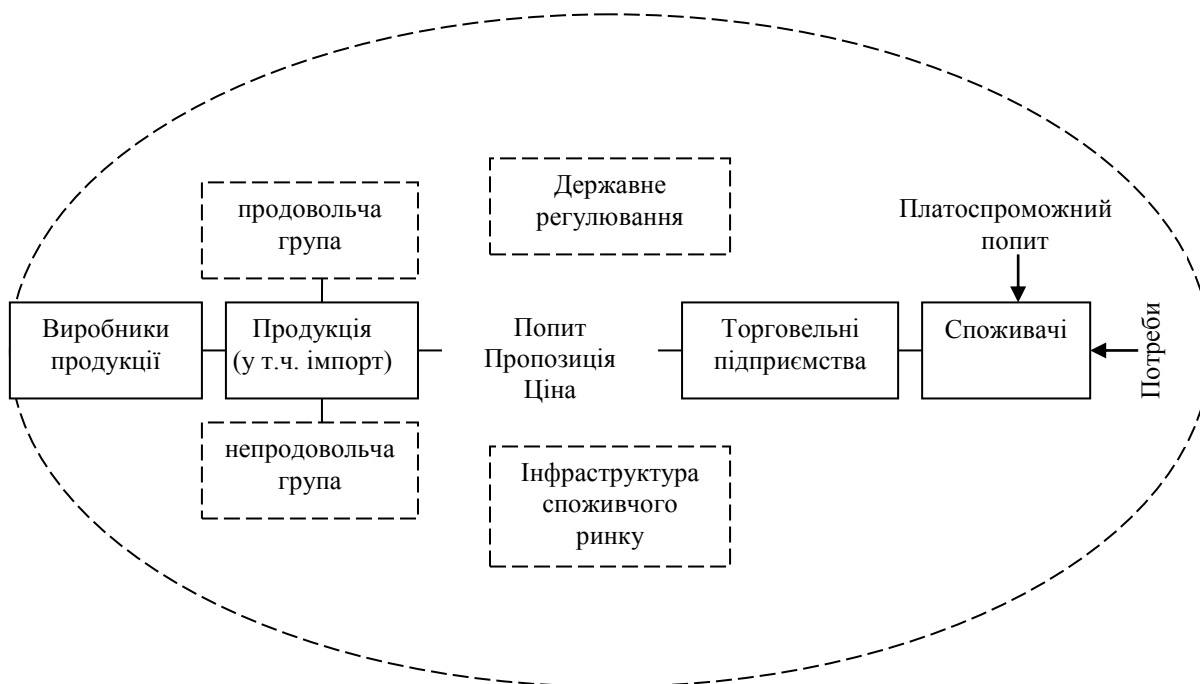 Державне
регулювання
продовольча
група
Платоспроможний
попит
Виробники
продукції
Продукція
(у т.ч. імпорт)
Попит
Пропозиція
Ціна
Торговельні
підприємства
Споживачі
Потреби
непродовольча
група
Інфраструктура
споживчого
ринку